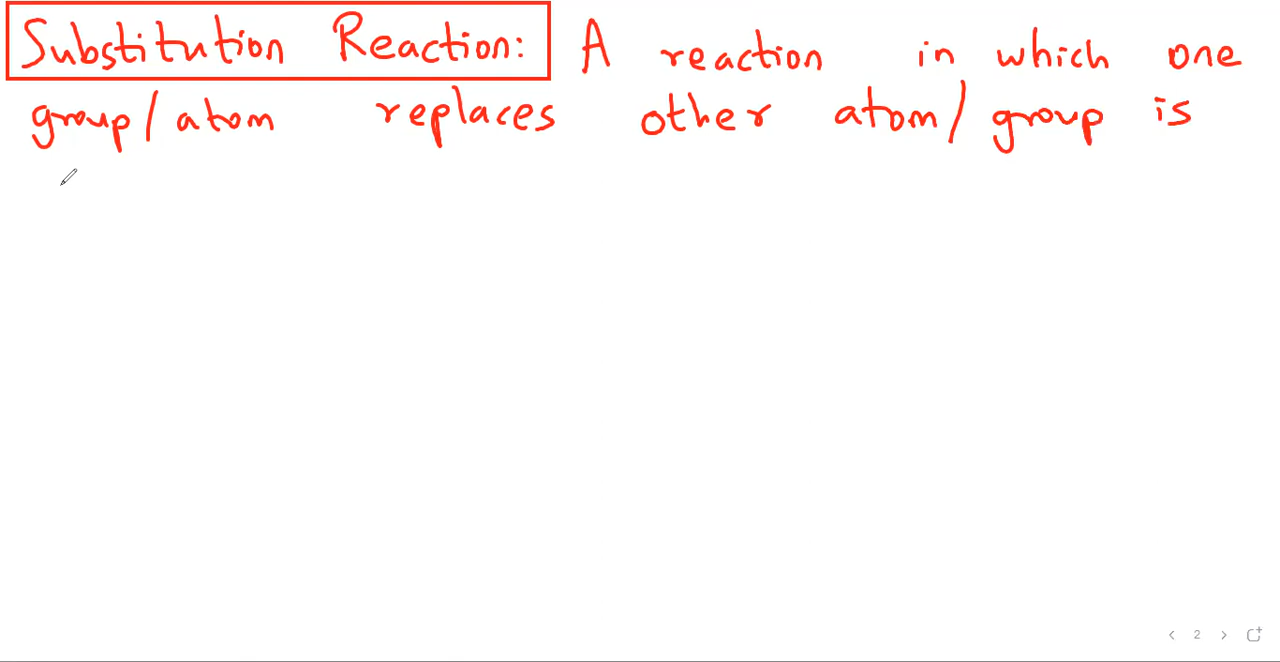 Substitution Reaction: A reaction in which one
group/atom replaces other atom/group is
2